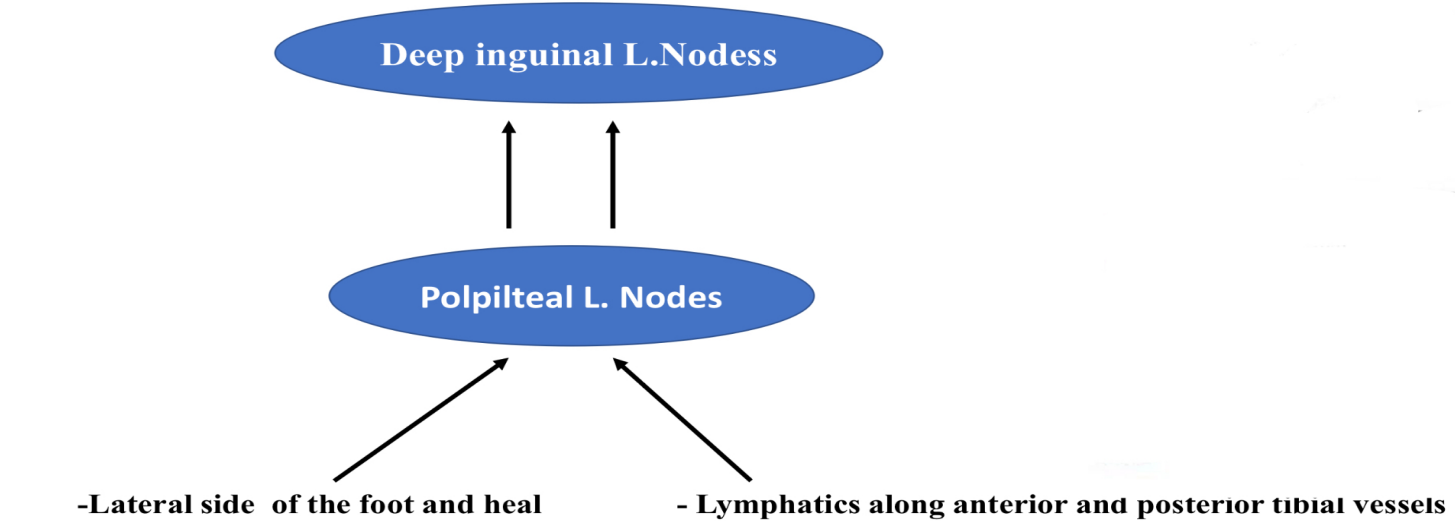 Deep inguinal L.Nodess
Polpilteal L. Nodes
-Lateral side of the foot and heal
- Lymphatics along anterior and posterior tibial vessels